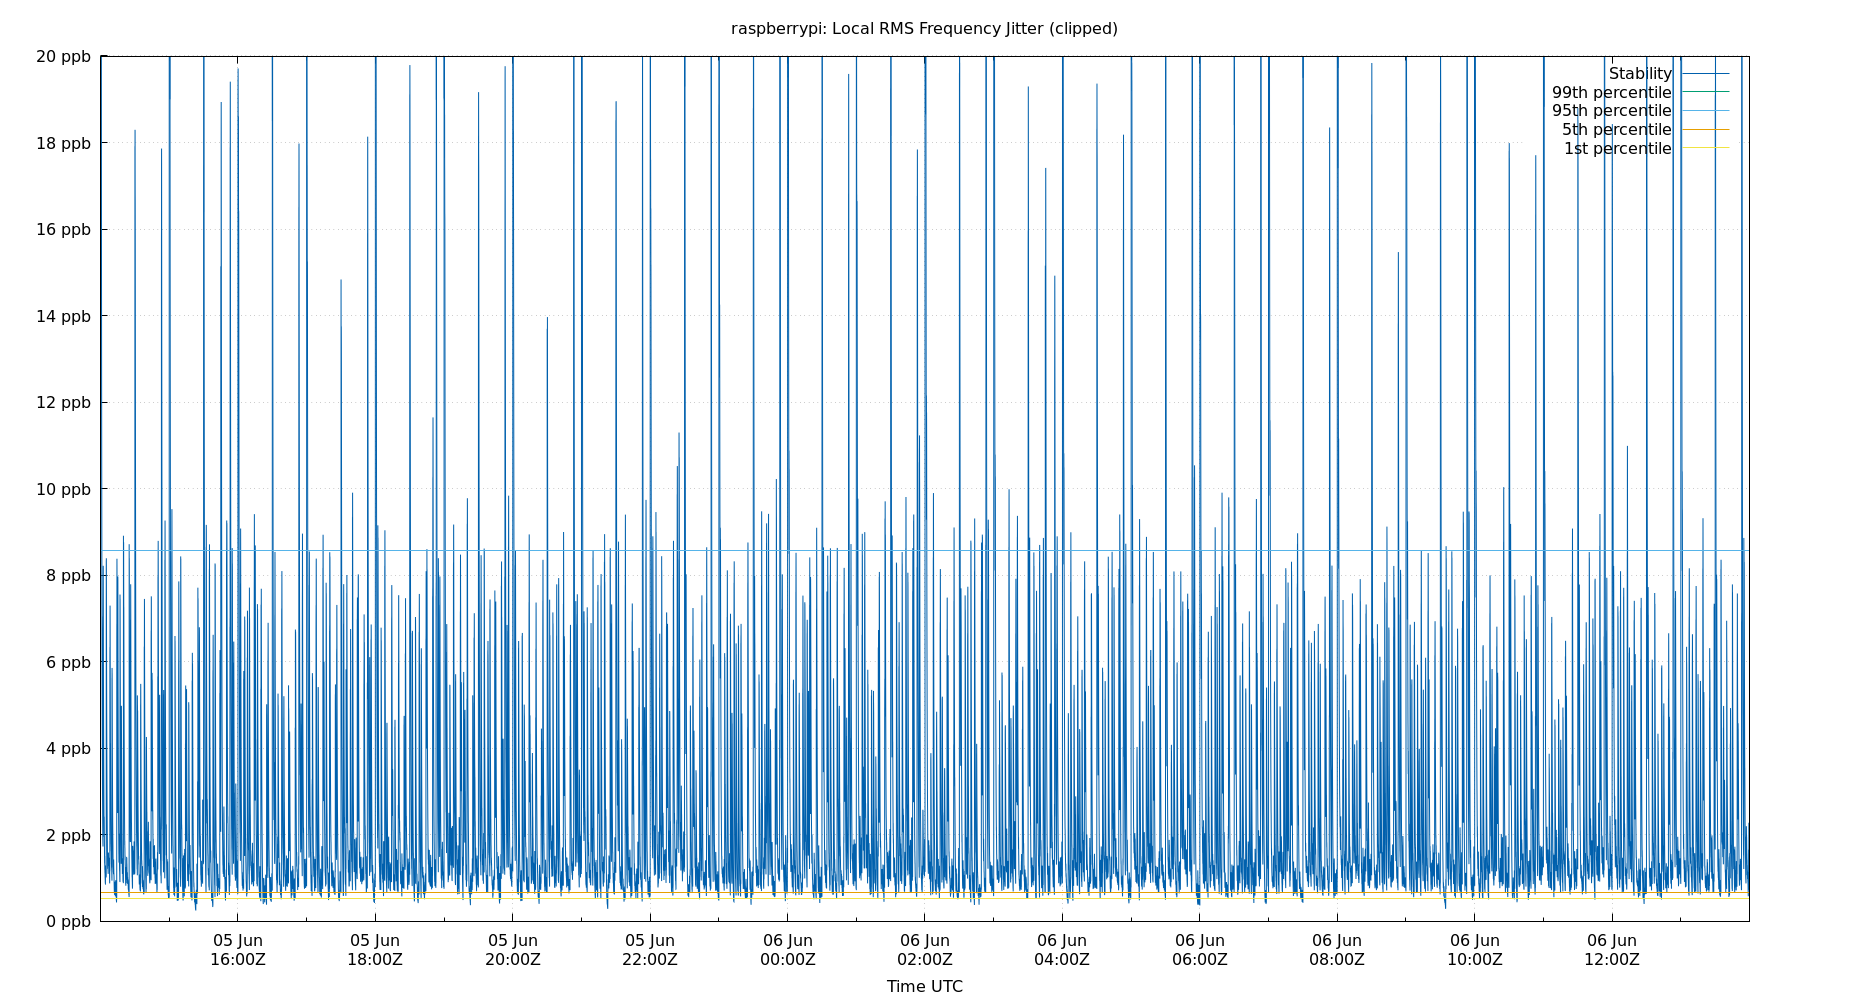 raspberrypi: Local RMS Frequency Jitter (clipped)
20 ppb
18 ppb
16 ppb
14 ppb
12 ppb
10 ppb
8 ppb
6 ppb
4 ppb
2 ppb
0 ppb
Stability
99th percentile
95th percentile
5th percentile
1st percentile
05 Jun 05 Jun 05 Jun 05 Jun 06 Jun 06 Jun 06 Jun 06 Jun 06 Jun 06 Jun 06 Jun
16:00Z 18:00Z 20:00Z 22:00Z 00:00Z 02:00Z 04:00Z 06:00Z 08:00Z 10:00Z 12:00Z
Time UTC